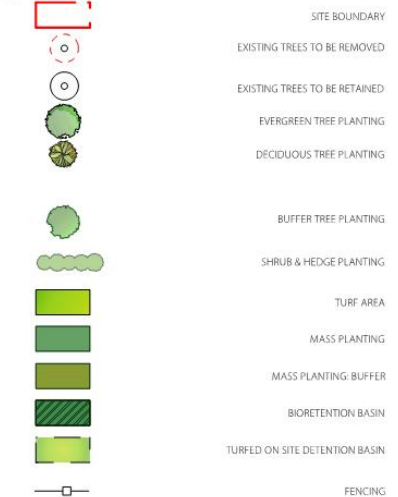 SITE BOUNDARY
EXISTING TREES TO BE REMOVED
EXISTING TREES TO BE RETAINED
EVERGREEN TREE PLANTING
DECIDUOUS TREE PLANTING
BUFFER TREE PLANTING
SHRUB & HEDGE PLANTING
TURF AREA
MASS PLANTING
MASS PLANTING: BUFFER
BIORETENTION BASIN
TURFED ON SITE DETENTION BASIN
FENCING